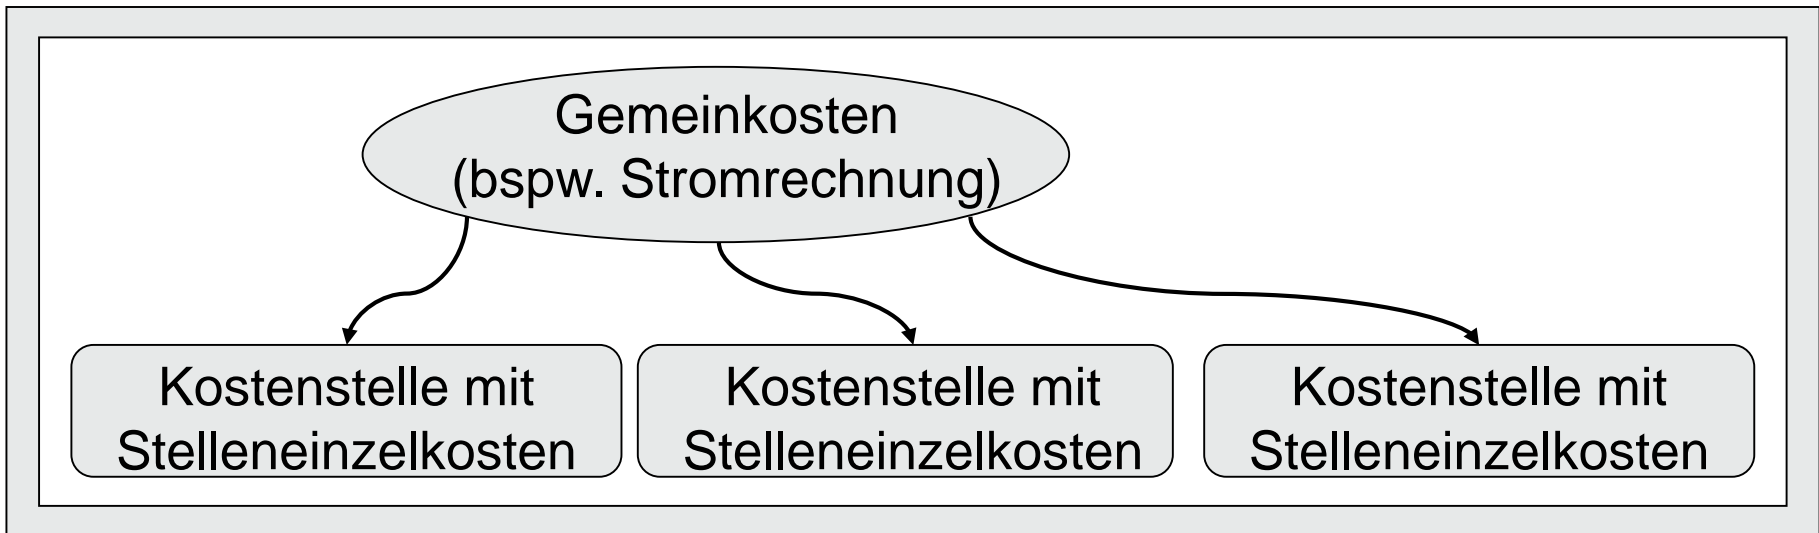 Gemeinkosten
(bspw. Stromrechnung)
Kostenstelle mit
Stelleneinzelkosten
Kostenstelle mit
Stelleneinzelkosten
Kostenstelle mit
Stelleneinzelkosten